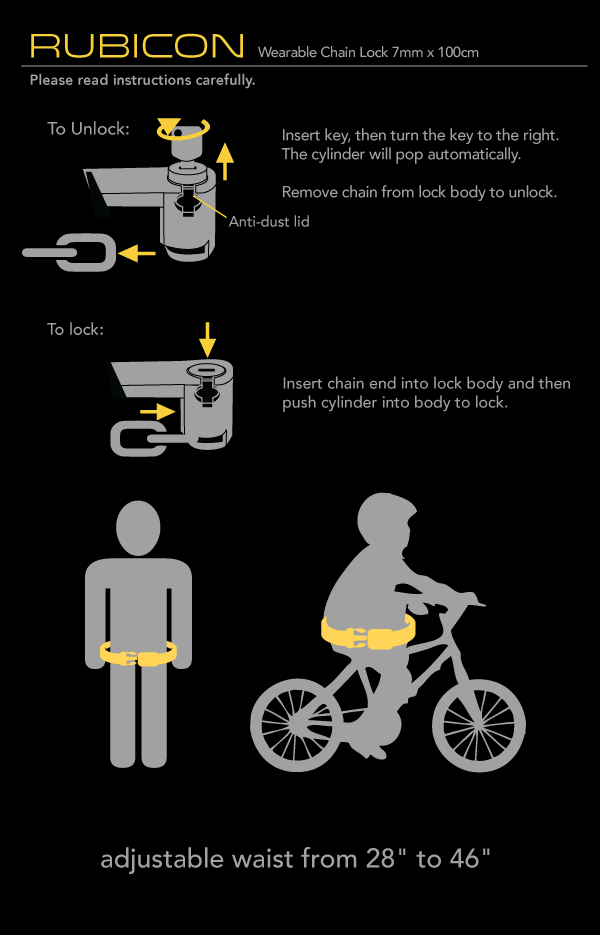 RUBICON Wearable Chain Lock 7mm x 100cm
Please read instructions carefully.
To Unlock:
Insert key, then turn the key to the right.
The cylinder will pop automatically.
Remove chain from lock body to unlock.
Anti-dust lid
To lock:
Insert chain end into lock body and then
push cylinder into body to lock.
adjustable waist from 28" to 46"